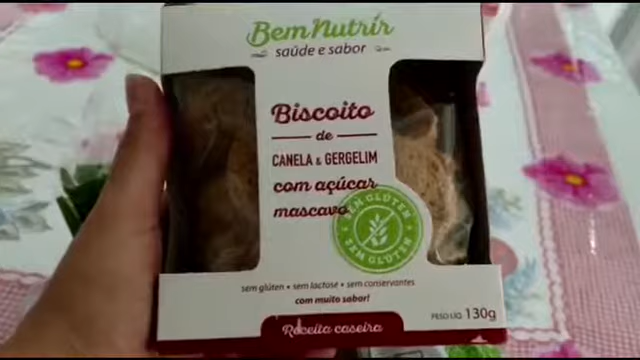 BemNutrir
saúde e sabor
Biscoito
de
CANELA & GERGELIM
com açúcar
mascavo
SEM GLÚTEN
SEM GLÚTEN
sem glúten • sem lactose • sem conservantes
com muito sabor!
PESO LÍQ. 130g
Receita caseira